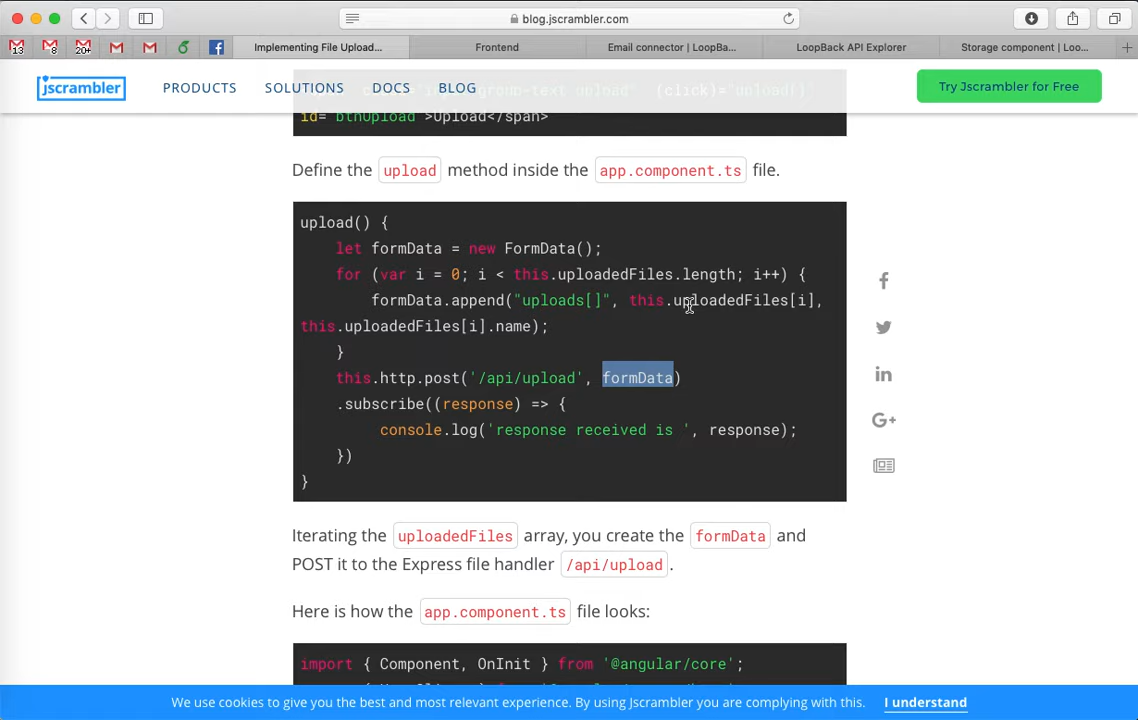 blog.jscrambler.com
13
8
20+
Implementing File Upload...
Frontend
Email connector | LoopBa...
LoopBack API Explorer
Storage component | Loo...
jscrambler
PRODUCTS
SOLUTIONS
DOCS
BLOG
Try Jscrambler for Free
upload" (click)="upload()"
id="btnUpload">Upload</span>
Define the upload method inside the app.component.ts file.
upload() {
let formData = new FormData();
for (var i = 0; i < this.uploadedFiles.length; i++) {
formData.append("uploads[]", this.uploadedFiles[i],
this.uploadedFiles[i].name);
}
this.http.post('/api/upload', formData)
.subscribe((response) => {
console.log('response received is ', response);
})
}
Iterating the uploadedFiles array, you create the formData and
POST it to the Express file handler /api/upload.
Here is how the app.component.ts file looks:
import { Component, OnInit } from '@angular/core';
We use cookies to give you the best and most relevant experience. By using Jscrambler you are complying with this. I understand